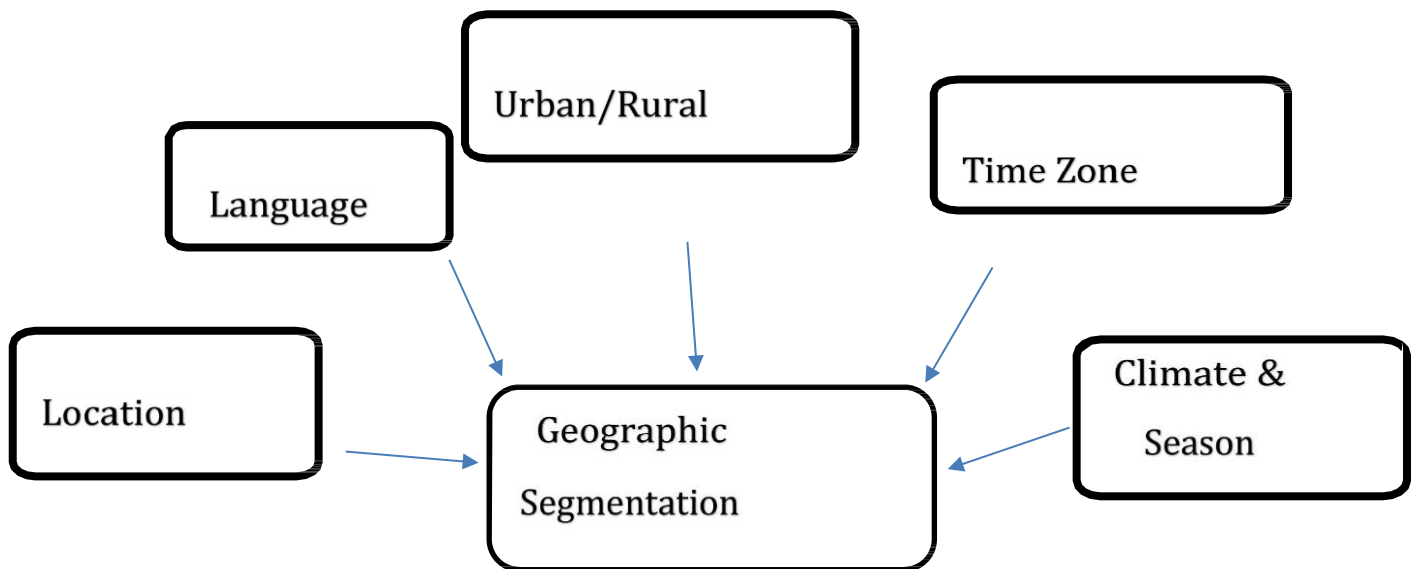 Urban/Rural
Time Zone
Language
Location
Climate &
Season
Geographic
Segmentation